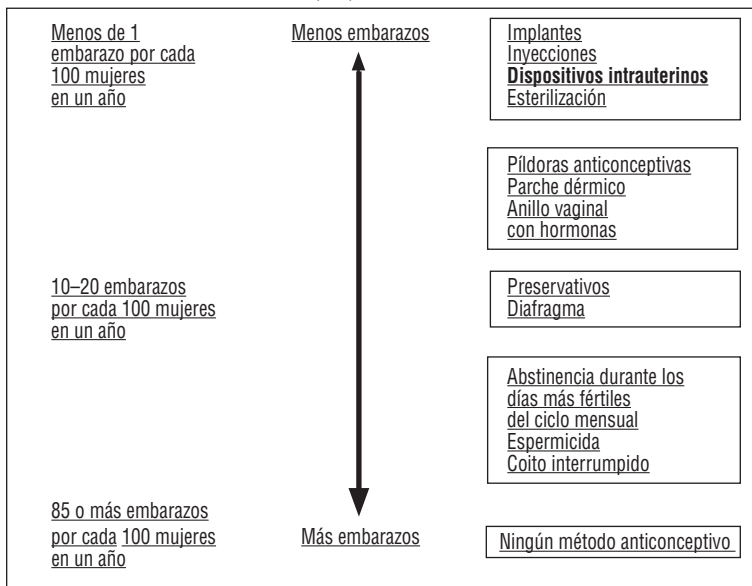 Menos de 1
embarazo por cada
100 mujeres
en un año
Menos embarazos
Implantes
Inyecciones
Dispositivos intrauterinos
Esterilización
Píldoras anticonceptivas
Parche dérmico
Anillo vaginal
con hormonas
10–20 embarazos
por cada 100 mujeres
en un año
Preservativos
Diafragma
Abstinencia durante los
días más fértiles
del ciclo mensual
Espermicida
Coito interrumpido
85 o más embarazos
por cada 100 mujeres
en un año
Más embarazos
Ningún método anticonceptivo